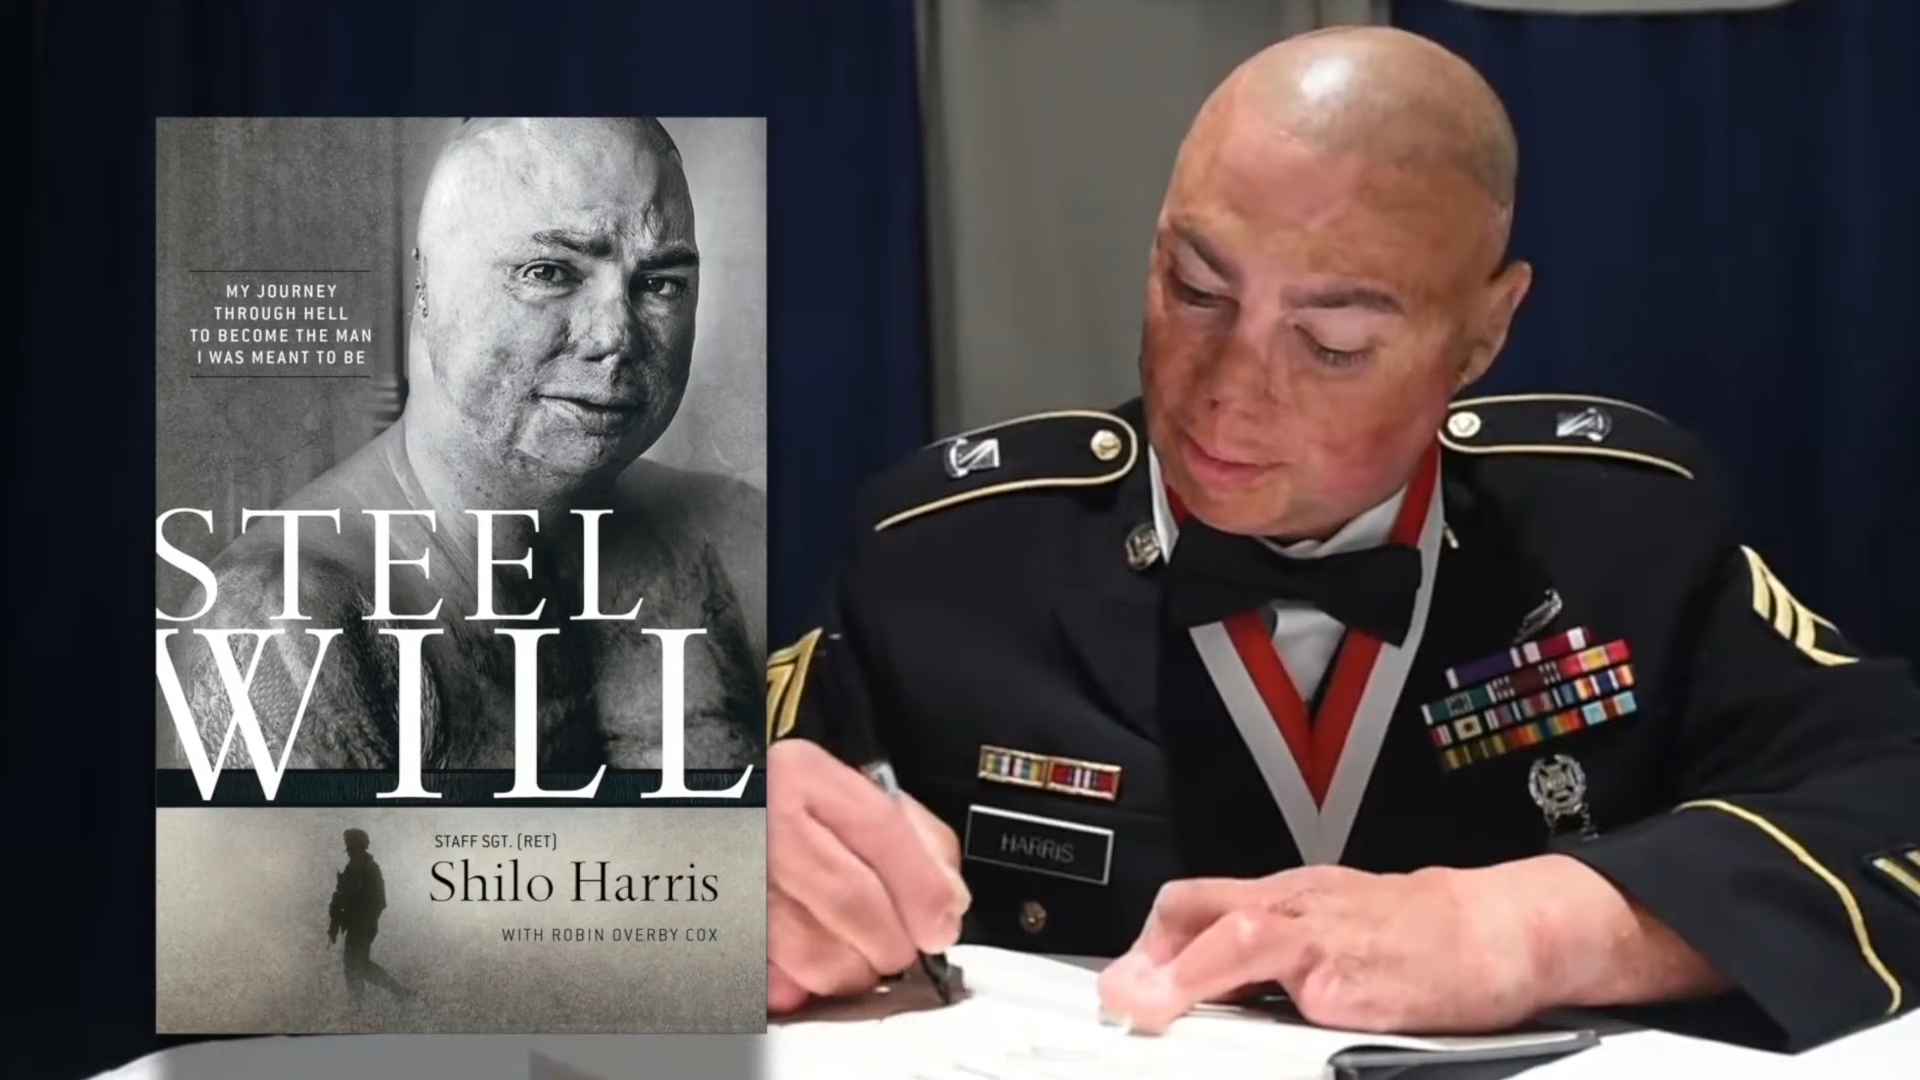 MY JOURNEY
THROUGH HELL
TO BECOME THE MAN
I WAS MEANT TO BE
STEEL
WILL
STAFF SGT. (RET)
Shilo Harris
WITH ROBIN OVERBY COX
HARRIS